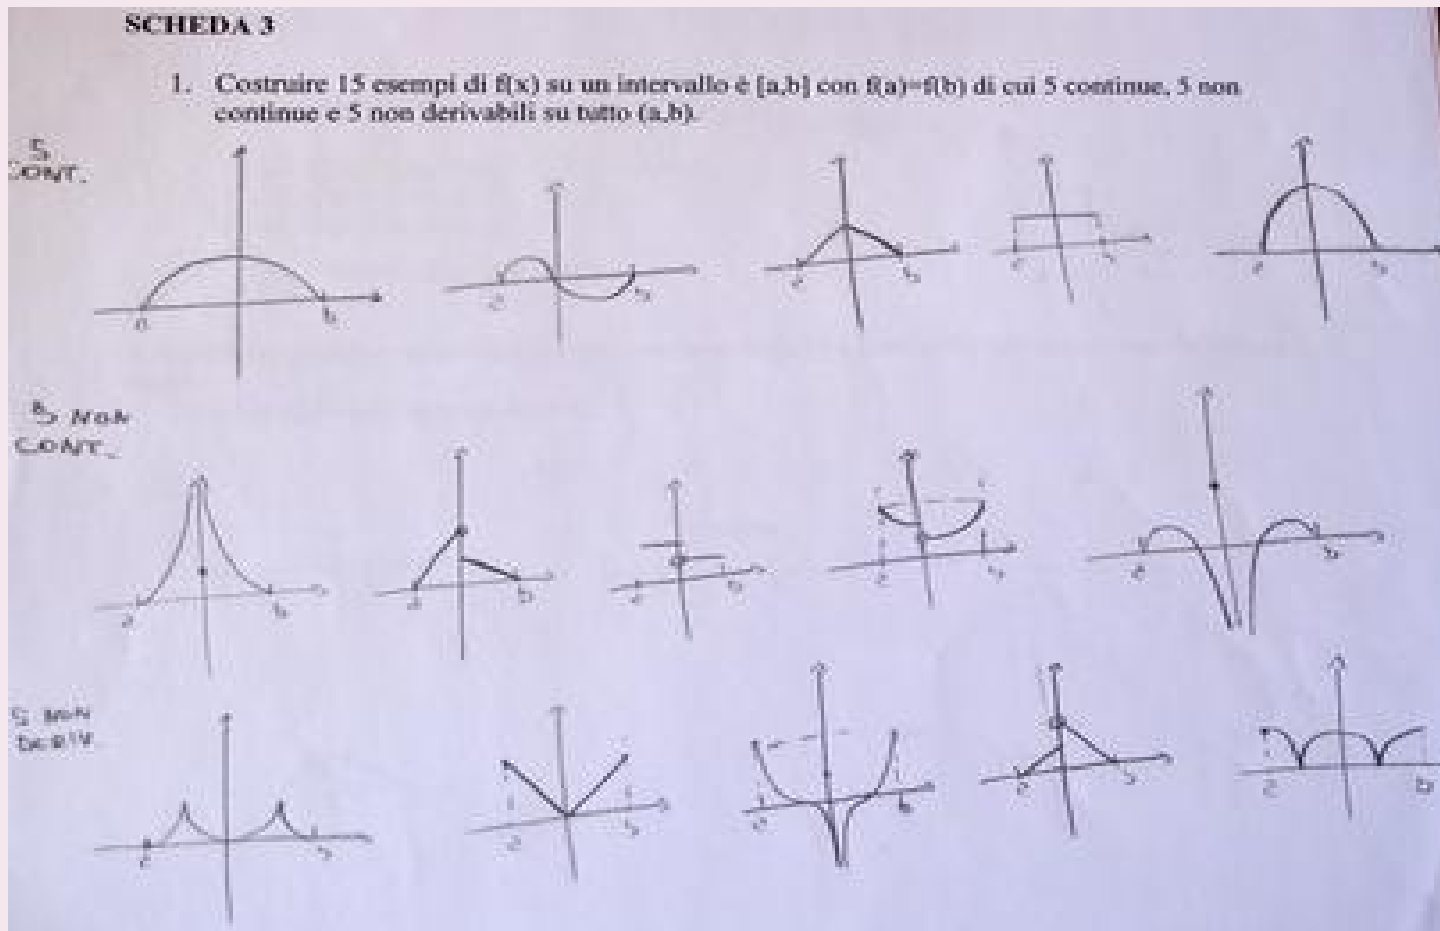 SCHEDA 3
1. Costruire 15 esempi di f(x) su un intervallo è [a,b] con f(a)=f(b) di cui 5 continue, 5 non
continue e 5 non derivabili su tutto (a,b).
5
CONT.
a b
5 NON
CONT.
a b
a b
5 NON
DERIV.